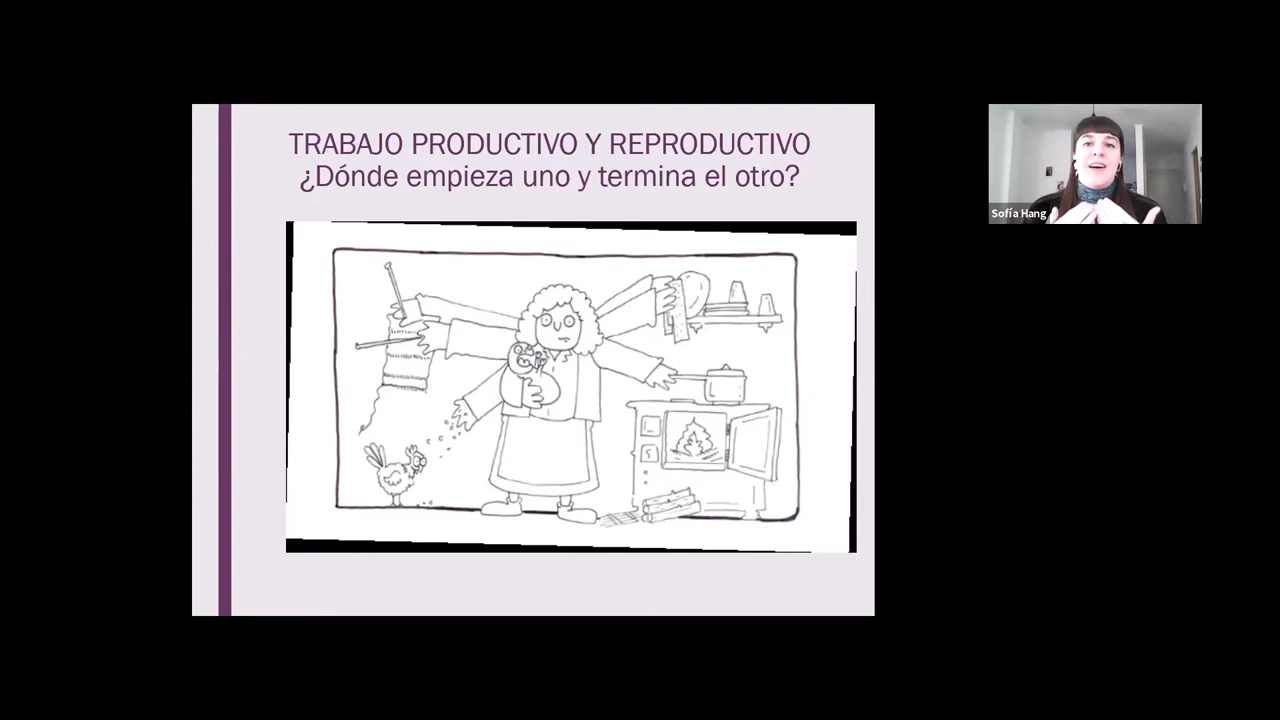 TRABAJO PRODUCTIVO Y REPRODUCTIVO
¿Dónde empieza uno y termina el otro?
Sofía Hang